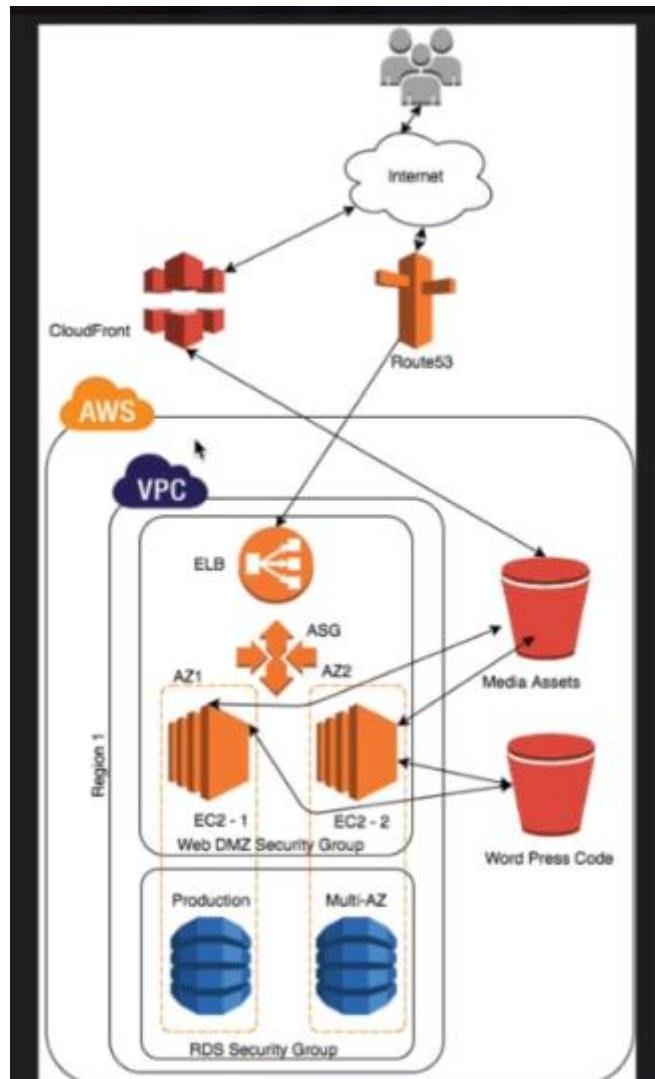 Internet
CloudFront
Route53
AWS
VPC
ELB
ASG
AZ1
AZ2
Region 1
EC2 - 1
EC2 - 2
Web DMZ Security Group
Media Assets
Word Press Code
Production
Multi-AZ
RDS Security Group